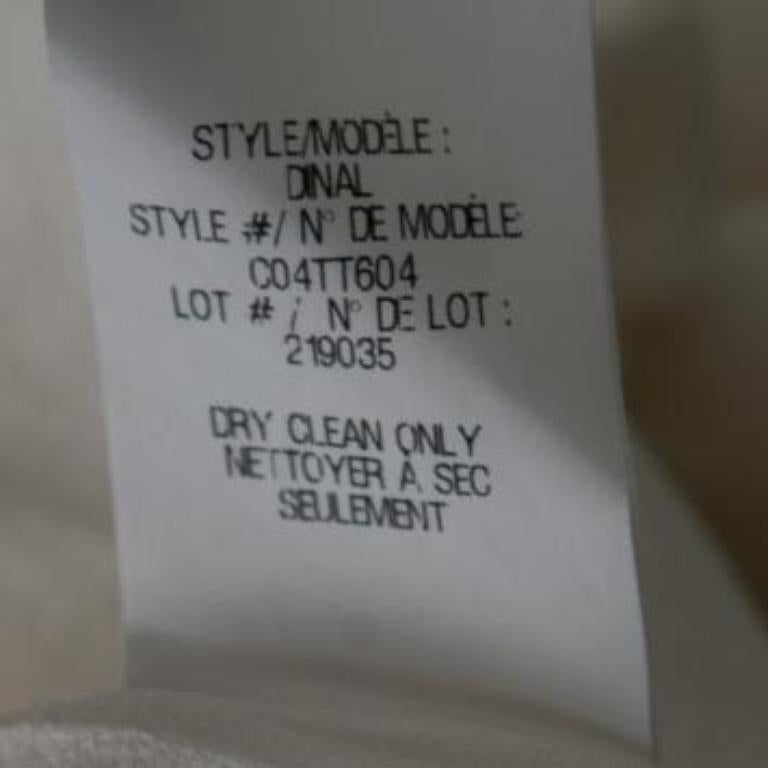 STYLE/MODÈLE :
DINAL
STYLE #/ N° DE MODÈLE
C04TT604
LOT # / N° DE LOT :
219035
DRY CLEAN ONLY
NETTOYER À SEC
SEULEMENT